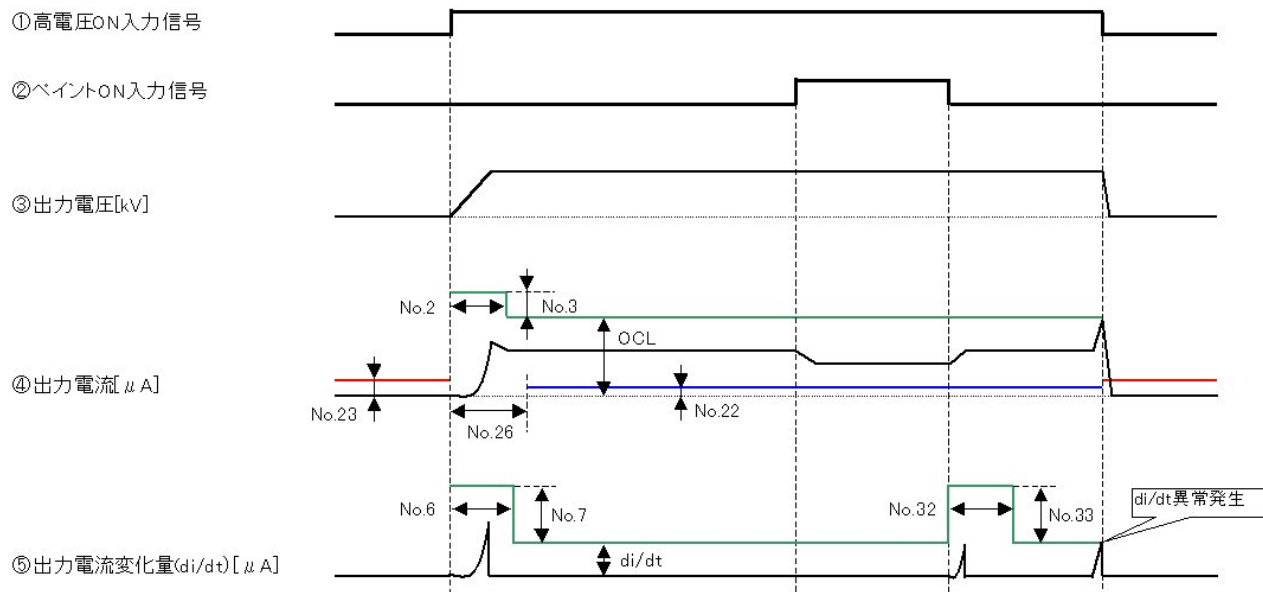 ①高電圧ON入力信号
②ペイントON入力信号
③出力電圧[kV]
No.2
No.3
OCL
④出力電流[μA]
No.23
No.26
No.22
No.6
No.7
No.32
No.33
di/dt異常発生
⑤出力電流変化量(di/dt)[μA]
di/dt